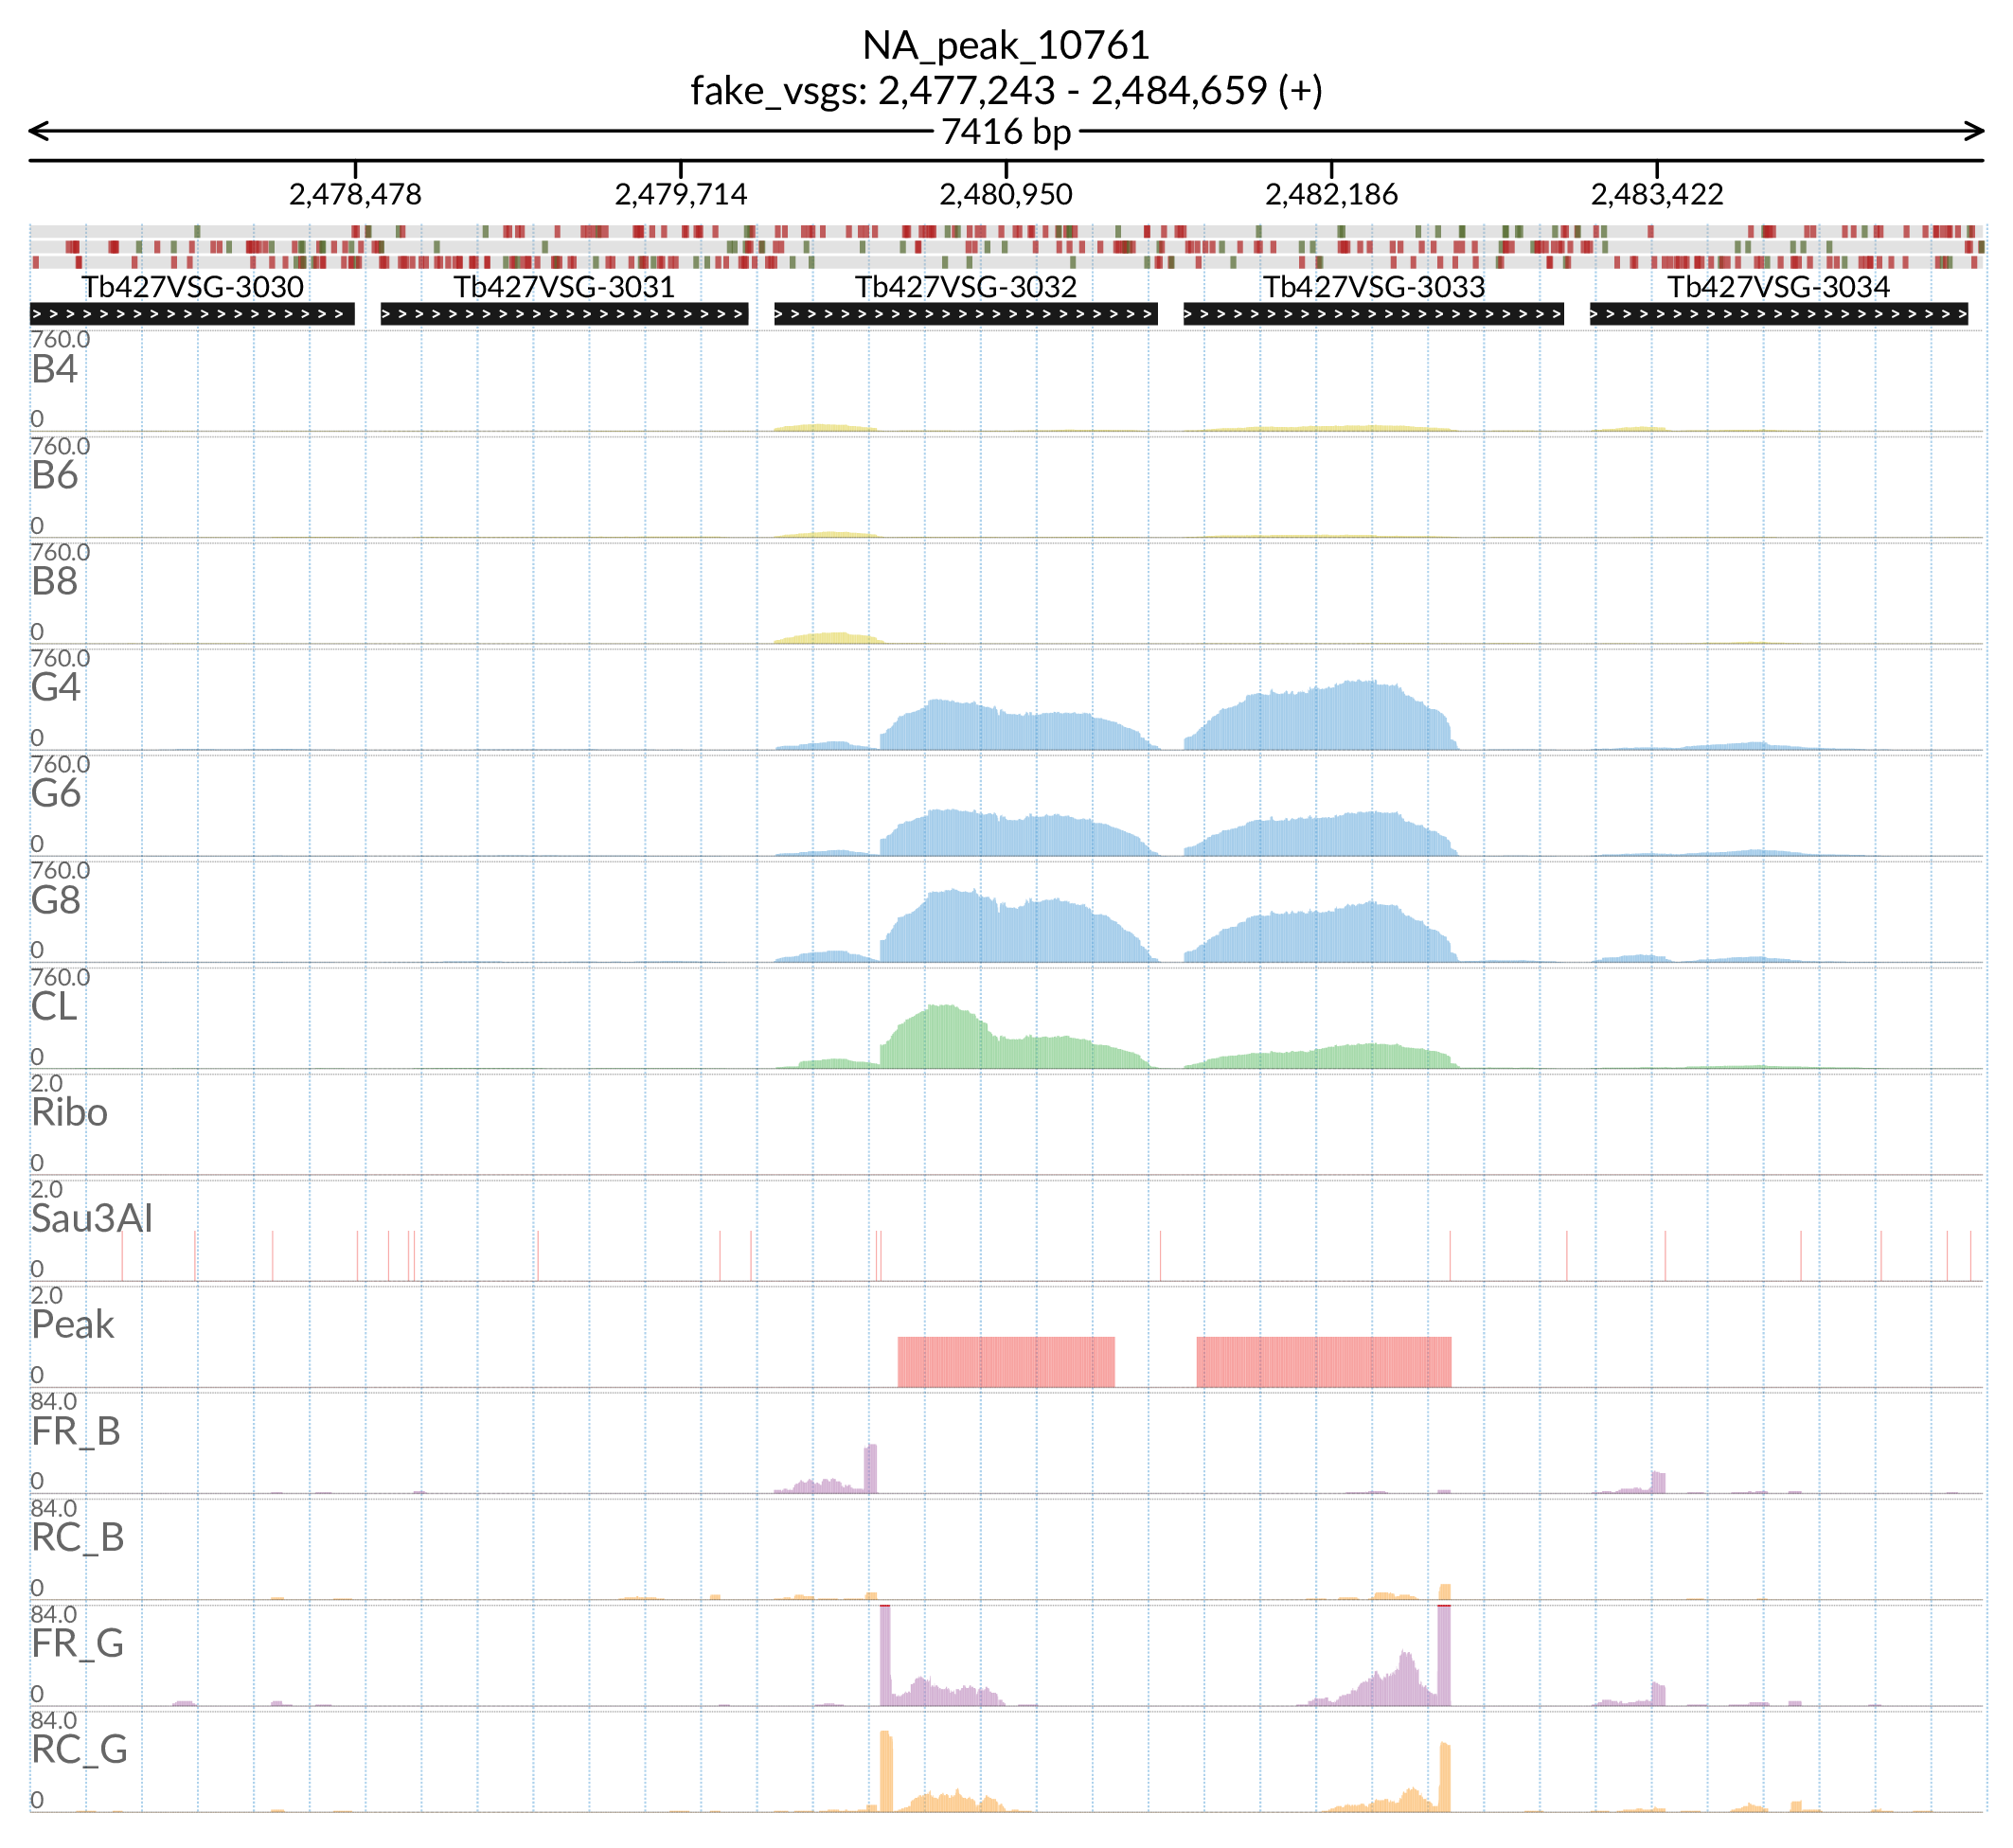 NA_peak_10761
fake_vsgs: 2,477,243 - 2,484,659 (+)
7416 bp
2,478,478 2,479,714 2,480,950 2,482,186 2,483,422
Tb427VSG-3030 Tb427VSG-3031 Tb427VSG-3032 Tb427VSG-3033 Tb427VSG-3034
760.0
B4
0
760.0
B6
0
760.0
B8
0
760.0
G4
0
760.0
G6
0
760.0
G8
0
760.0
CL
0
2.0
Ribo
0
2.0
Sau3AI
0
2.0
Peak
0
84.0
FR_B
0
84.0
RC_B
0
84.0
FR_G
0
84.0
RC_G
0